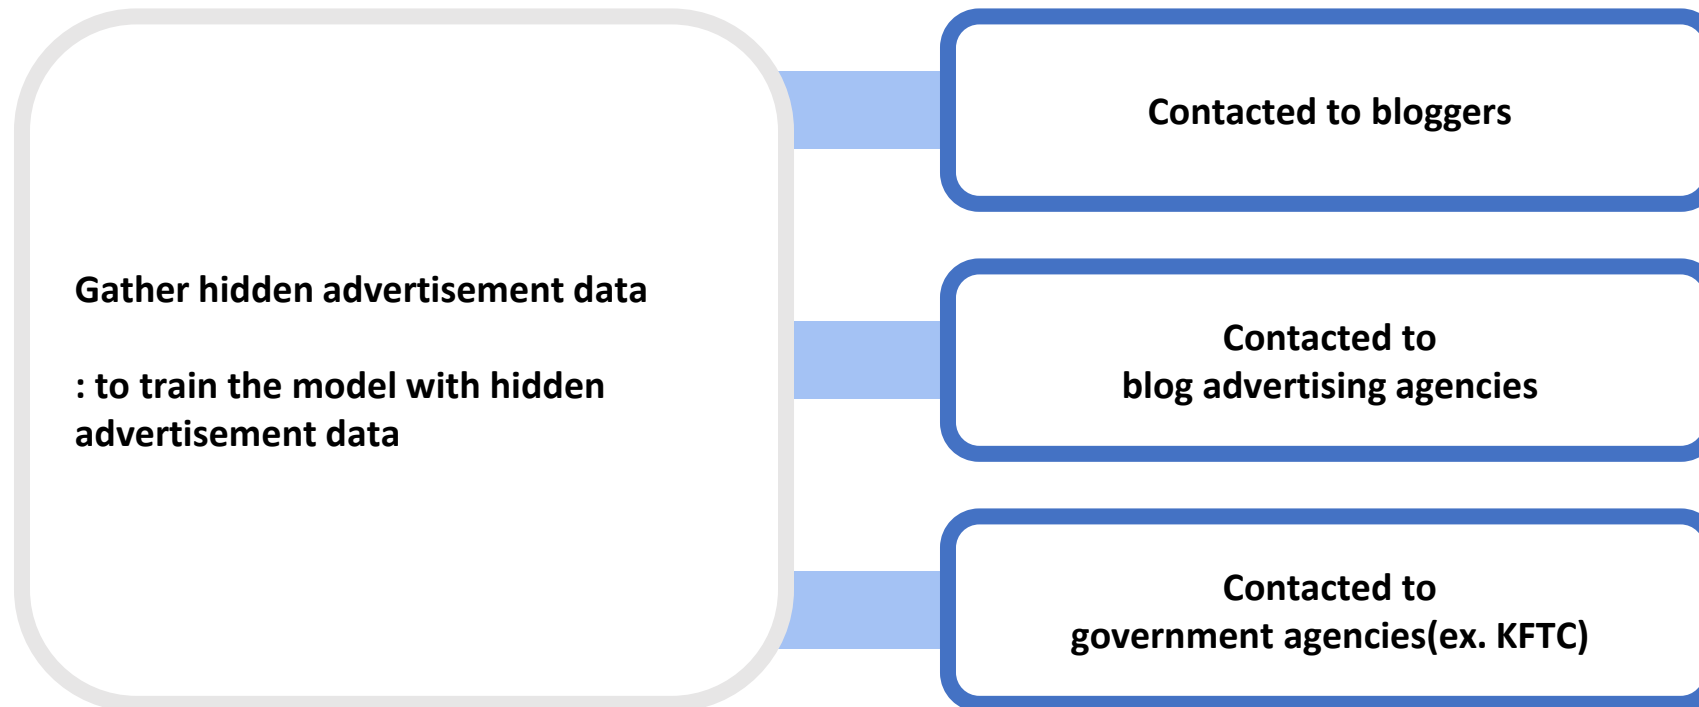 Gather hidden advertisement data
: to train the model with hidden
advertisement data
Contacted to bloggers
Contacted to
blog advertising agencies
Contacted to
government agencies(ex. KFTC)